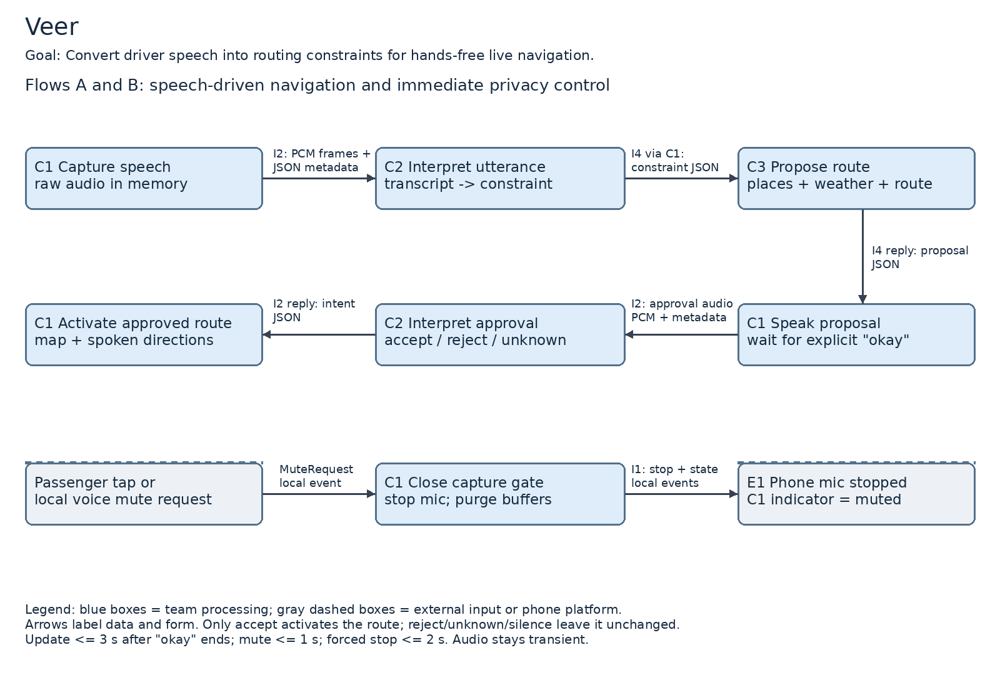 Veer
Goal: Convert driver speech into routing constraints for hands-free live navigation.
Flows A and B: speech-driven navigation and immediate privacy control
C1 Capture speech
raw audio in memory
I2: PCM frames +
JSON metadata
C2 Interpret utterance
transcript -> constraint
I4 via C1:
constraint JSON
C3 Propose route
places + weather + route
I4 reply: proposal
JSON
C1 Activate approved route
map + spoken directions
I2 reply: intent
JSON
C2 Interpret approval
accept / reject / unknown
I2: approval audio
PCM + metadata
C1 Speak proposal
wait for explicit "okay"
Passenger tap or
local voice mute request
MuteRequest
local event
C1 Close capture gate
stop mic; purge buffers
I1: stop + state
local events
E1 Phone mic stopped
C1 indicator = muted
Legend: blue boxes = team processing; gray dashed boxes = external input or phone platform.
Arrows label data and form. Only accept activates the route; reject/unknown/silence leave it unchanged.
Update <= 3 s after "okay" ends; mute <= 1 s; forced stop <= 2 s. Audio stays transient.